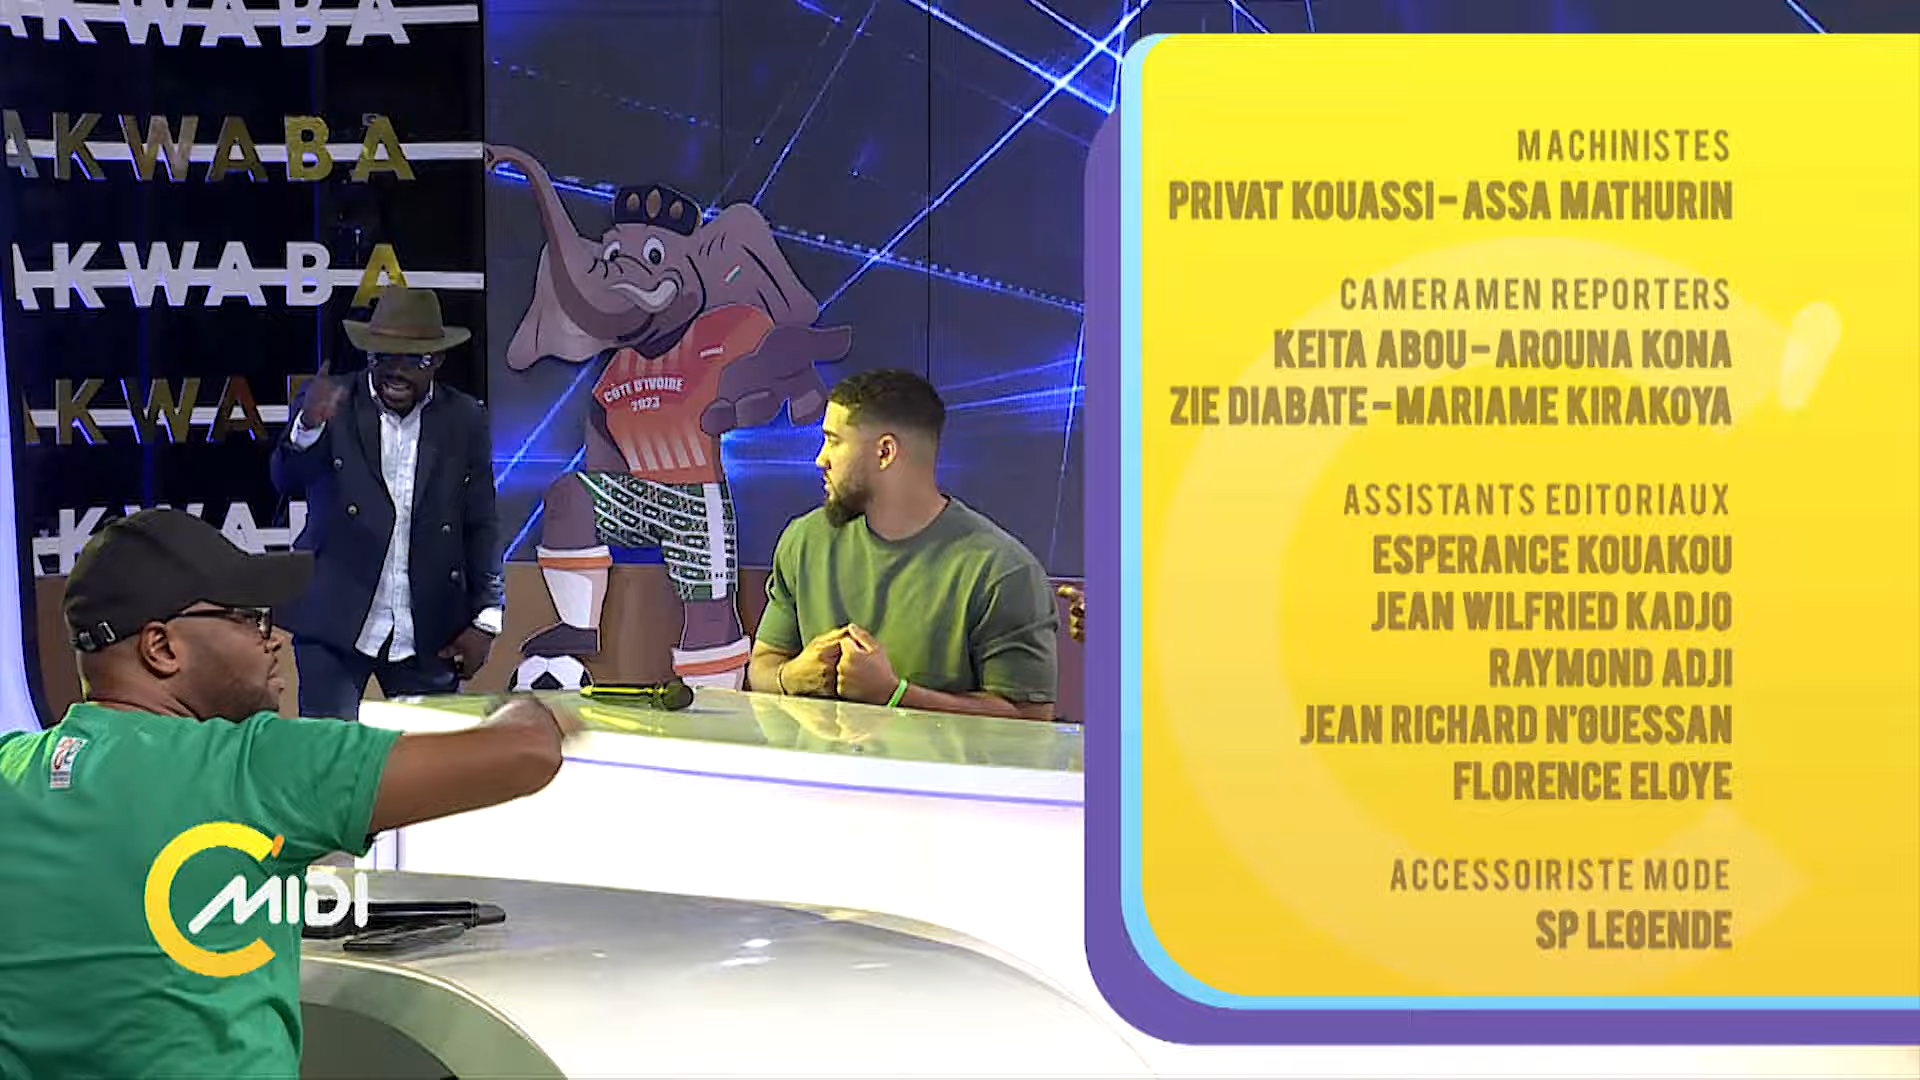 AKWABA
AKWABA
AKWABA
KWABA
KWAB
CÔTE D'IVOIRE
2023
C'MIDI
MACHINISTES
PRIVAT KOUASSI-ASSA MATHURIN
CAMERAMEN REPORTERS
KEITA ABOU-AROUNA KONA
ZIE DIABATE-MARIAME KIRAKOYA
ASSISTANTS EDITORIAUX
ESPERANCE KOUAKOU
JEAN WILFRIED KADJO
RAYMOND ADJI
JEAN RICHARD N'GUESSAN
FLORENCE ELOYE
ACCESSOIRISTE MODE
SP LEGENDE